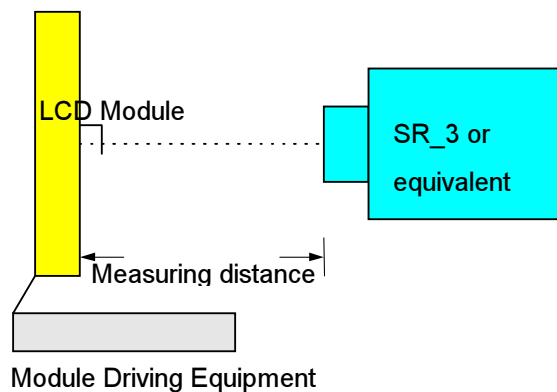 LCD Module
SR_3 or
equivalent
Measuring distance
Module Driving Equipment